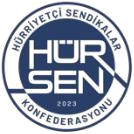 HÜRRİYETÇİ SENDİKALAR
HÜR
SEN
2023
KONFEDERASYONU